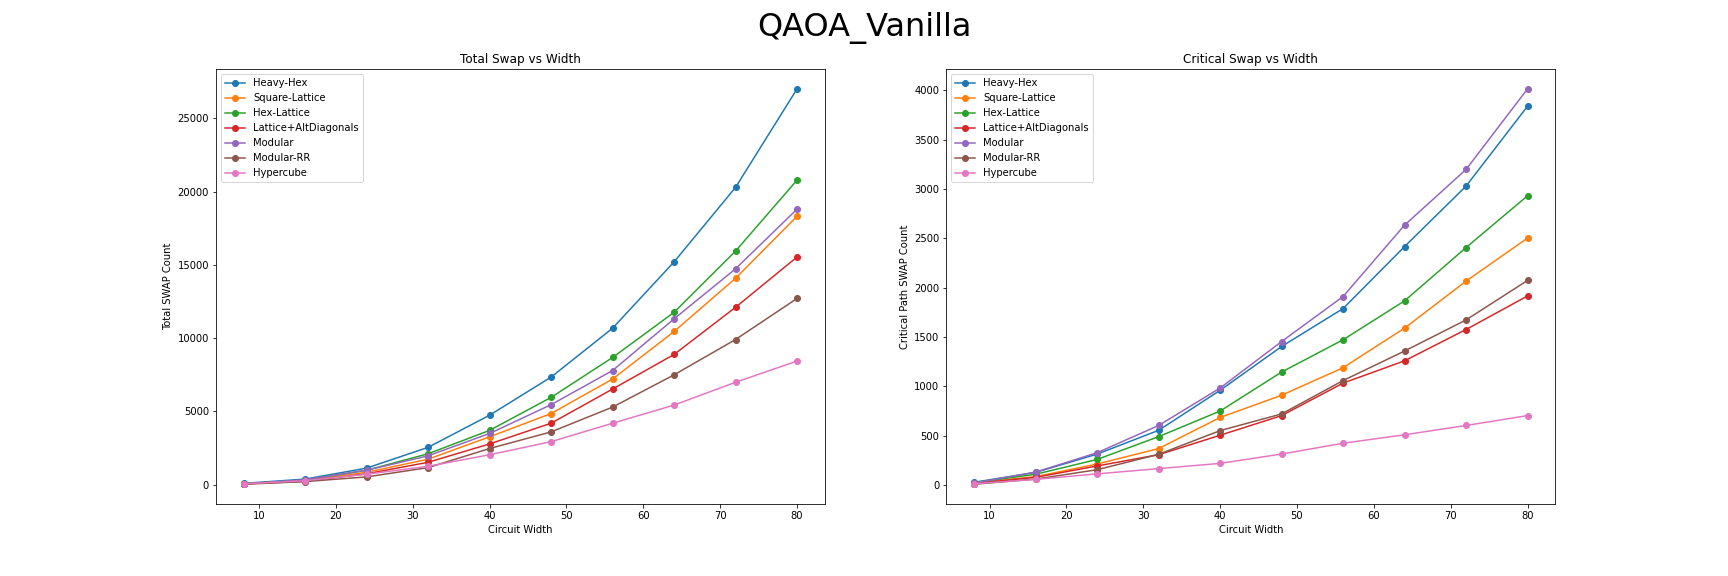 QAOA_Vanilla
Total Swap vs Width
Heavy-Hex
Square-Lattice
Hex-Lattice
Lattice+AltDiagonals
Modular
Modular-RR
Hypercube
Total SWAP Count
25000
20000
15000
10000
5000
0
10 20 30 40 50 60 70 80
Circuit Width
Critical Swap vs Width
Heavy-Hex
Square-Lattice
Hex-Lattice
Lattice+AltDiagonals
Modular
Modular-RR
Hypercube
Critical Path SWAP Count
4000
3500
3000
2500
2000
1500
1000
500
0
10 20 30 40 50 60 70 80
Circuit Width